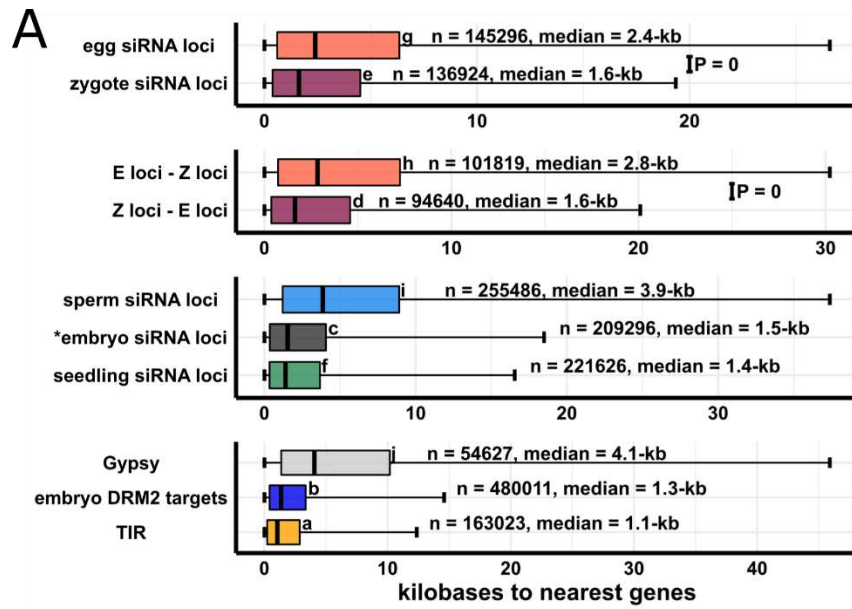 A
egg siRNA loci g n = 145296, median = 2.4-kb
P = 0
zygote siRNA loci e n = 136924, median = 1.6-kb
0 10 20
E loci - Z loci h n = 101819, median = 2.8-kb
P = 0
Z loci - E loci d n = 94640, median = 1.6-kb
0 10 20 30
sperm siRNA loci i n = 255486, median = 3.9-kb
*embryo siRNA loci c n = 209296, median = 1.5-kb
seedling siRNA loci f n = 221626, median = 1.4-kb
0 10 20 30
Gypsy j n = 54627, median = 4.1-kb
embryo DRM2 targets b n = 480011, median = 1.3-kb
TIR a n = 163023, median = 1.1-kb
0 10 20 30 40
kilobases to nearest genes